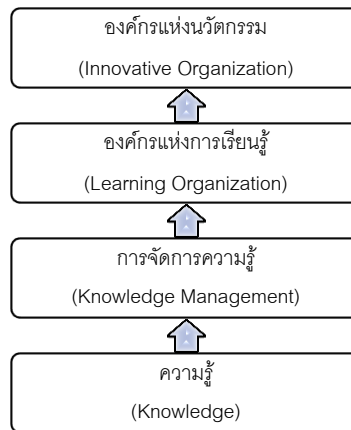 องค์กรแห่งนวัตกรรม
(Innovative Organization)
องค์กรแห่งการเรียนรู้
(Learning Organization)
การจัดการความรู้
(Knowledge Management)
ความรู้
(Knowledge)